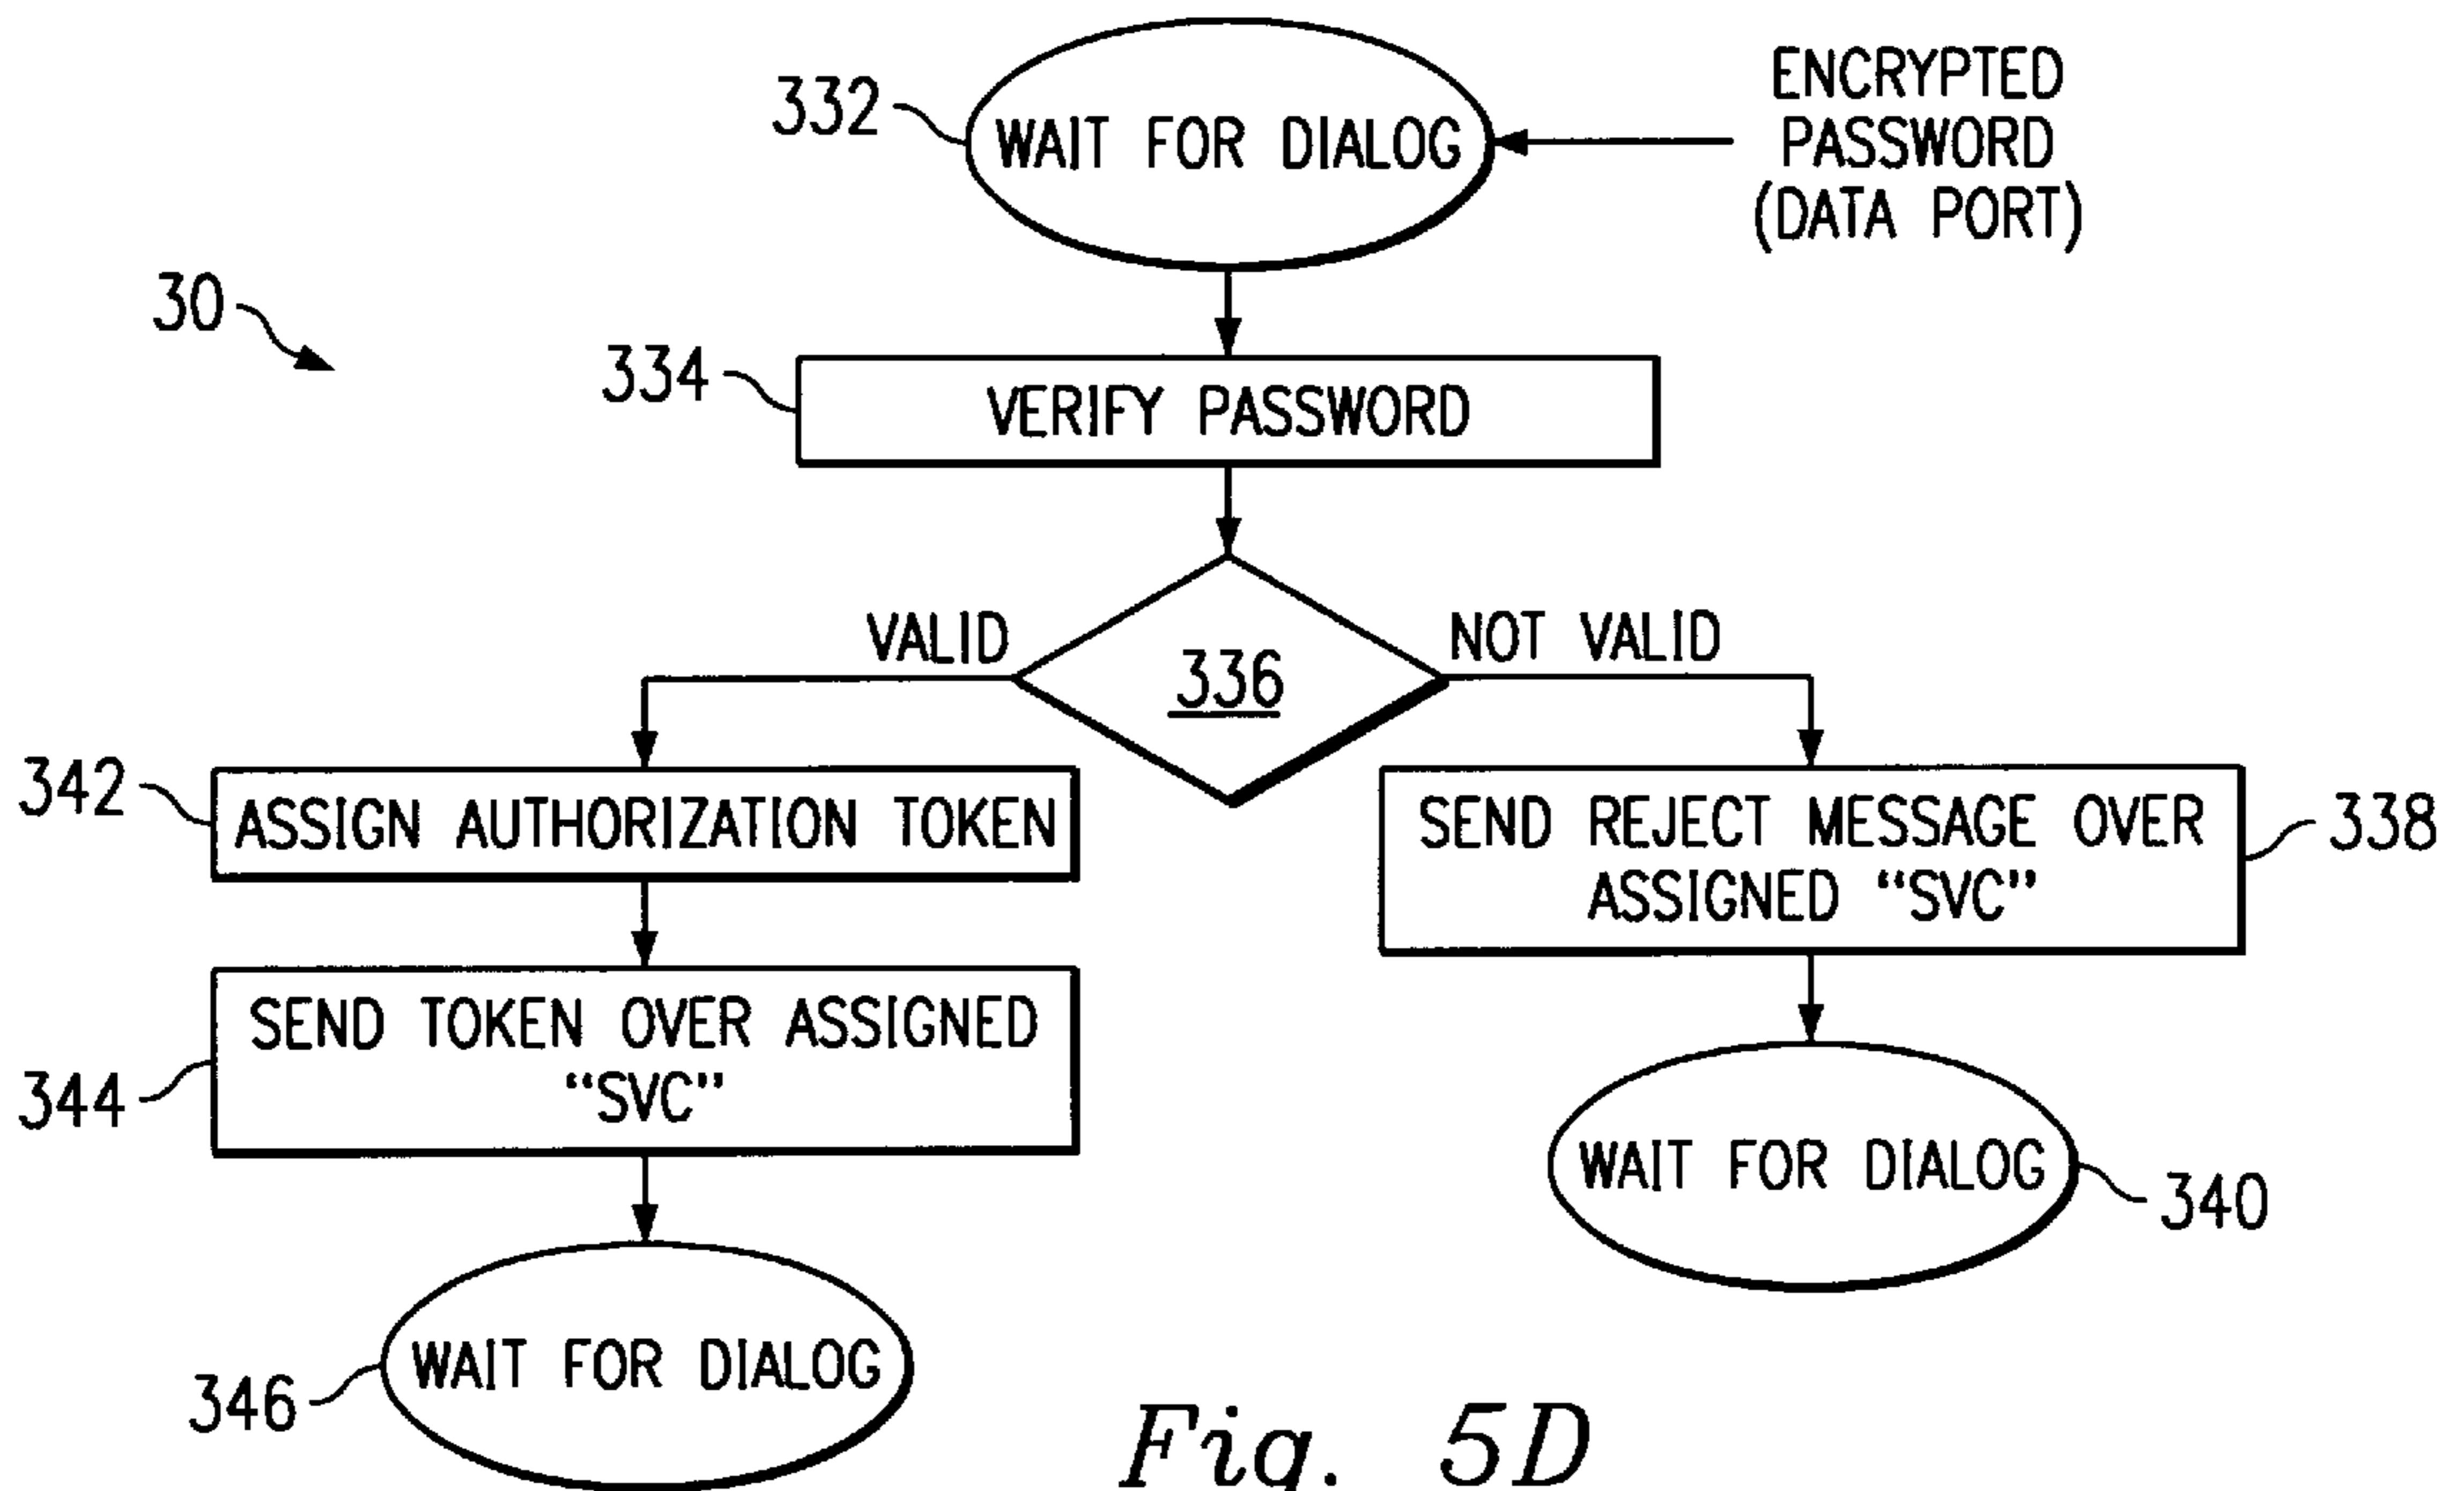 332
WAIT FOR DIALOG
ENCRYPTED
PASSWORD
(DATA PORT)
30
334
VERIFY PASSWORD
VALID
336
NOT VALID
342
ASSIGN AUTHORIZATION TOKEN
SEND REJECT MESSAGE OVER
ASSIGNED “SVC”
338
344
SEND TOKEN OVER ASSIGNED
“SVC”
WAIT FOR DIALOG
340
346
WAIT FOR DIALOG
Fig. 5D